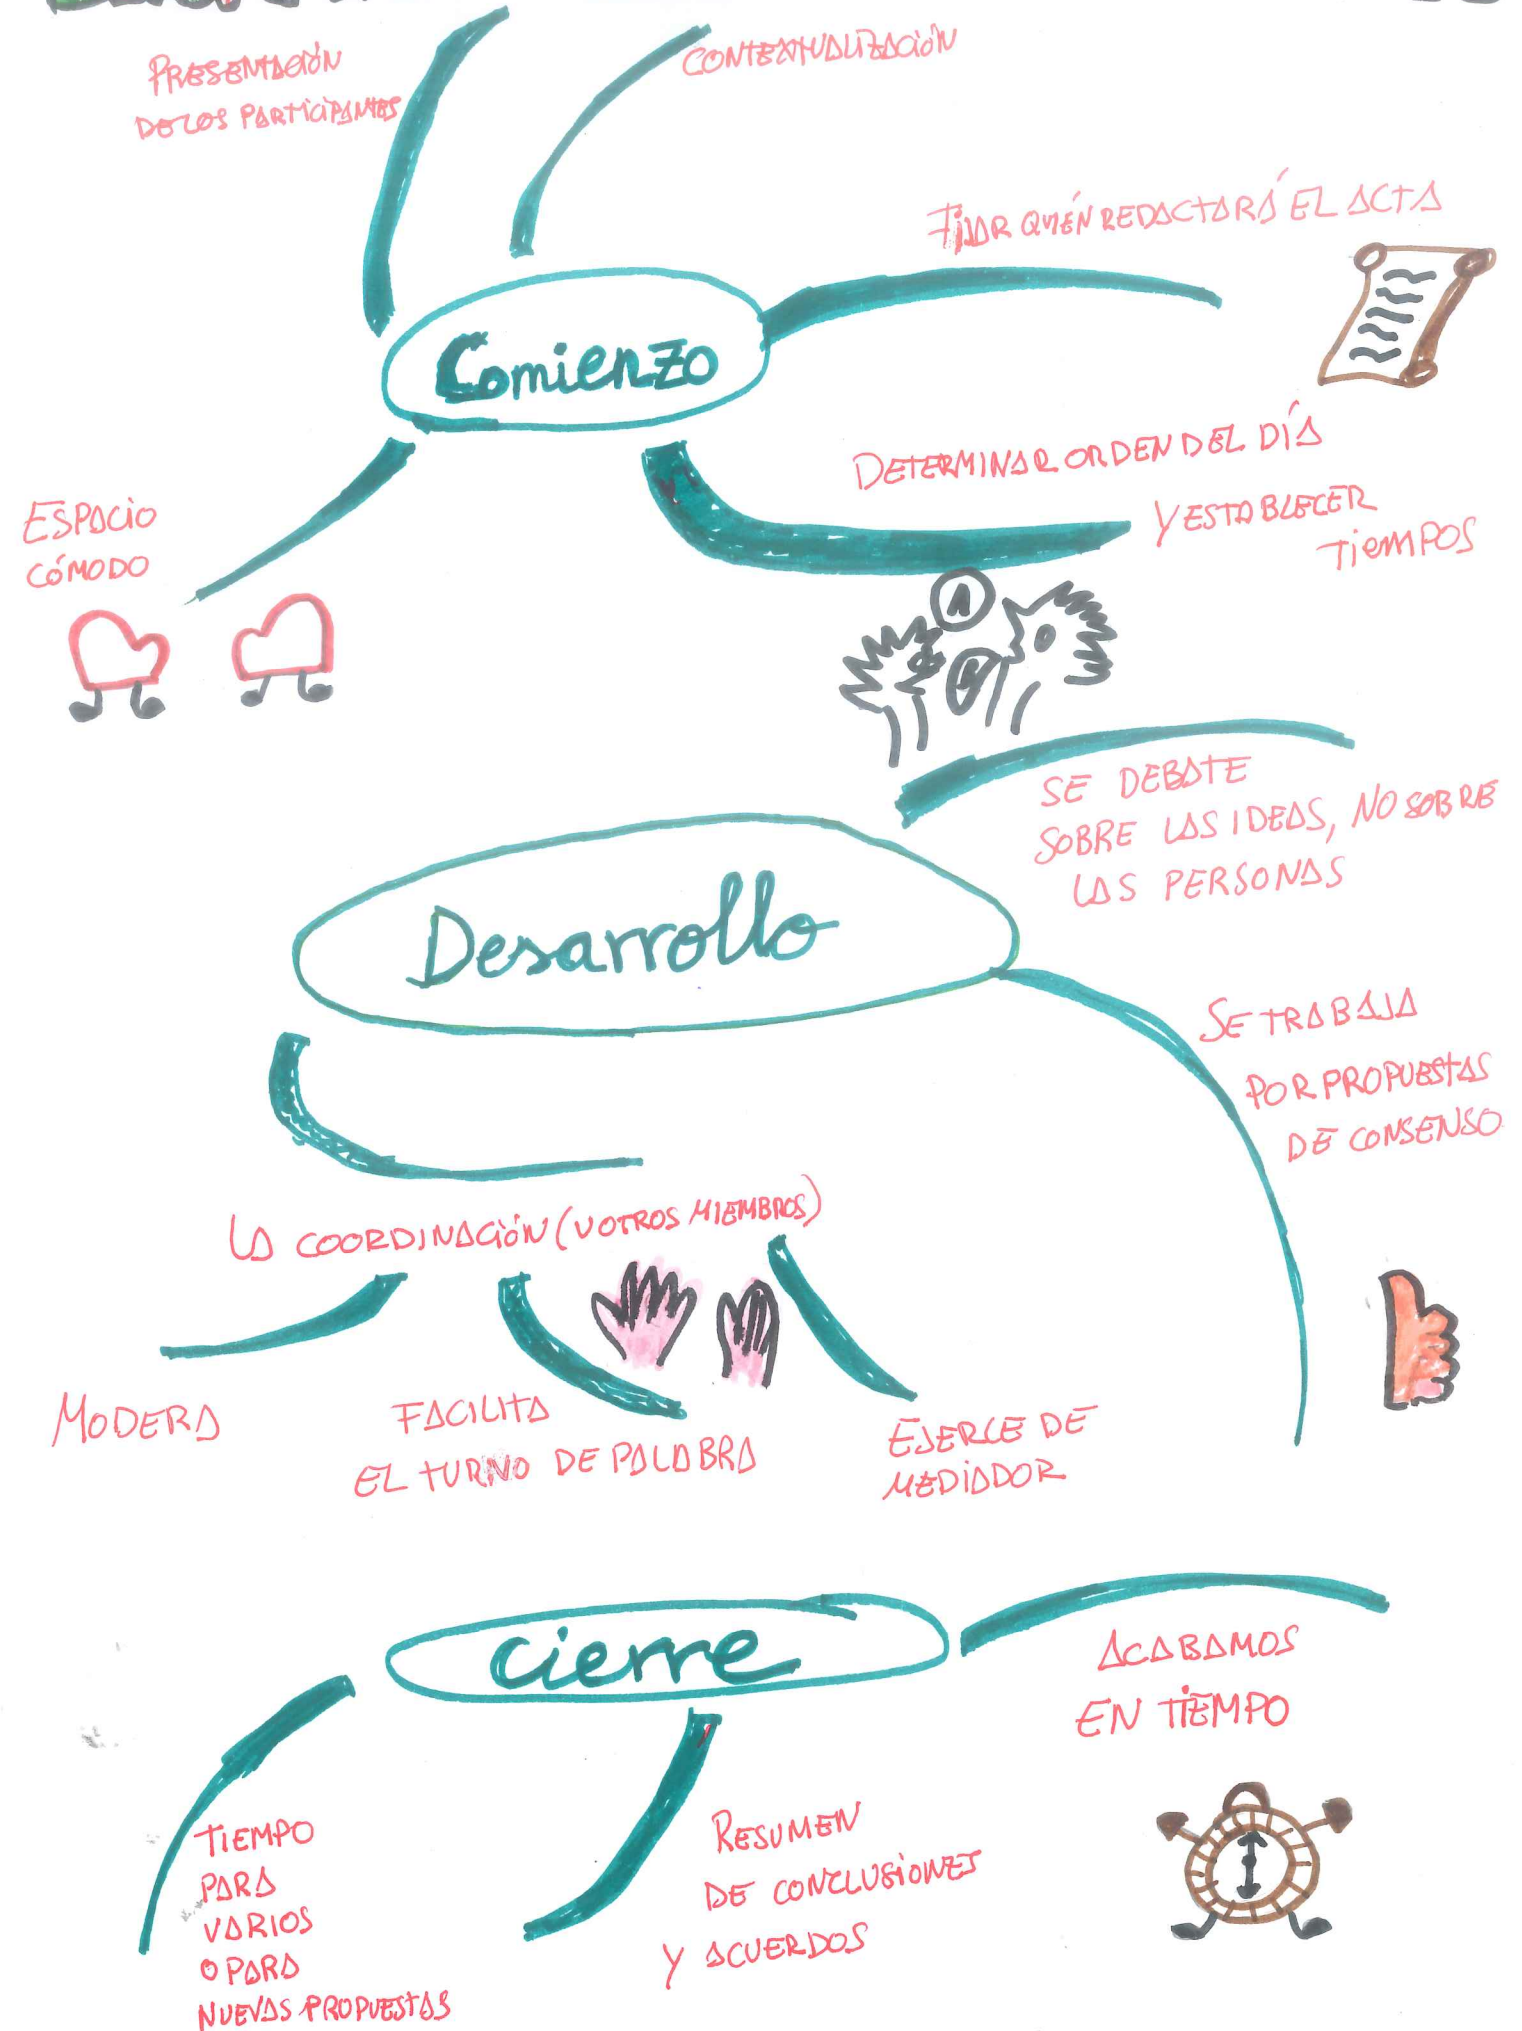 PRESENTACIÓN
DE LOS PARTICIPANTES
CONTEXTUALIZACIÓN
FIJAR QUIÉN REDACTARÁ EL ACTA
Comienzo
DETERMINAR ORDEN DEL DÍA
Y ESTABLECER
TIEMPOS
ESPACIO
CÓMODO
SE DEBATE
SOBRE LAS IDEAS, NO SOBRE
LAS PERSONAS
Desarrollo
SE TRABAJA
POR PROPUESTAS
DE CONSENSO
LA COORDINACIÓN (U OTROS MIEMBROS)
MODERA
FACILITA
EL TURNO DE PALABRA
EJERCE DE
MEDIADOR
cierre
ACABAMOS
EN TIEMPO
TIEMPO
PARA
VARIOS
O PARA
NUEVAS PROPUESTAS
RESUMEN
DE CONCLUSIONES
Y ACUERDOS